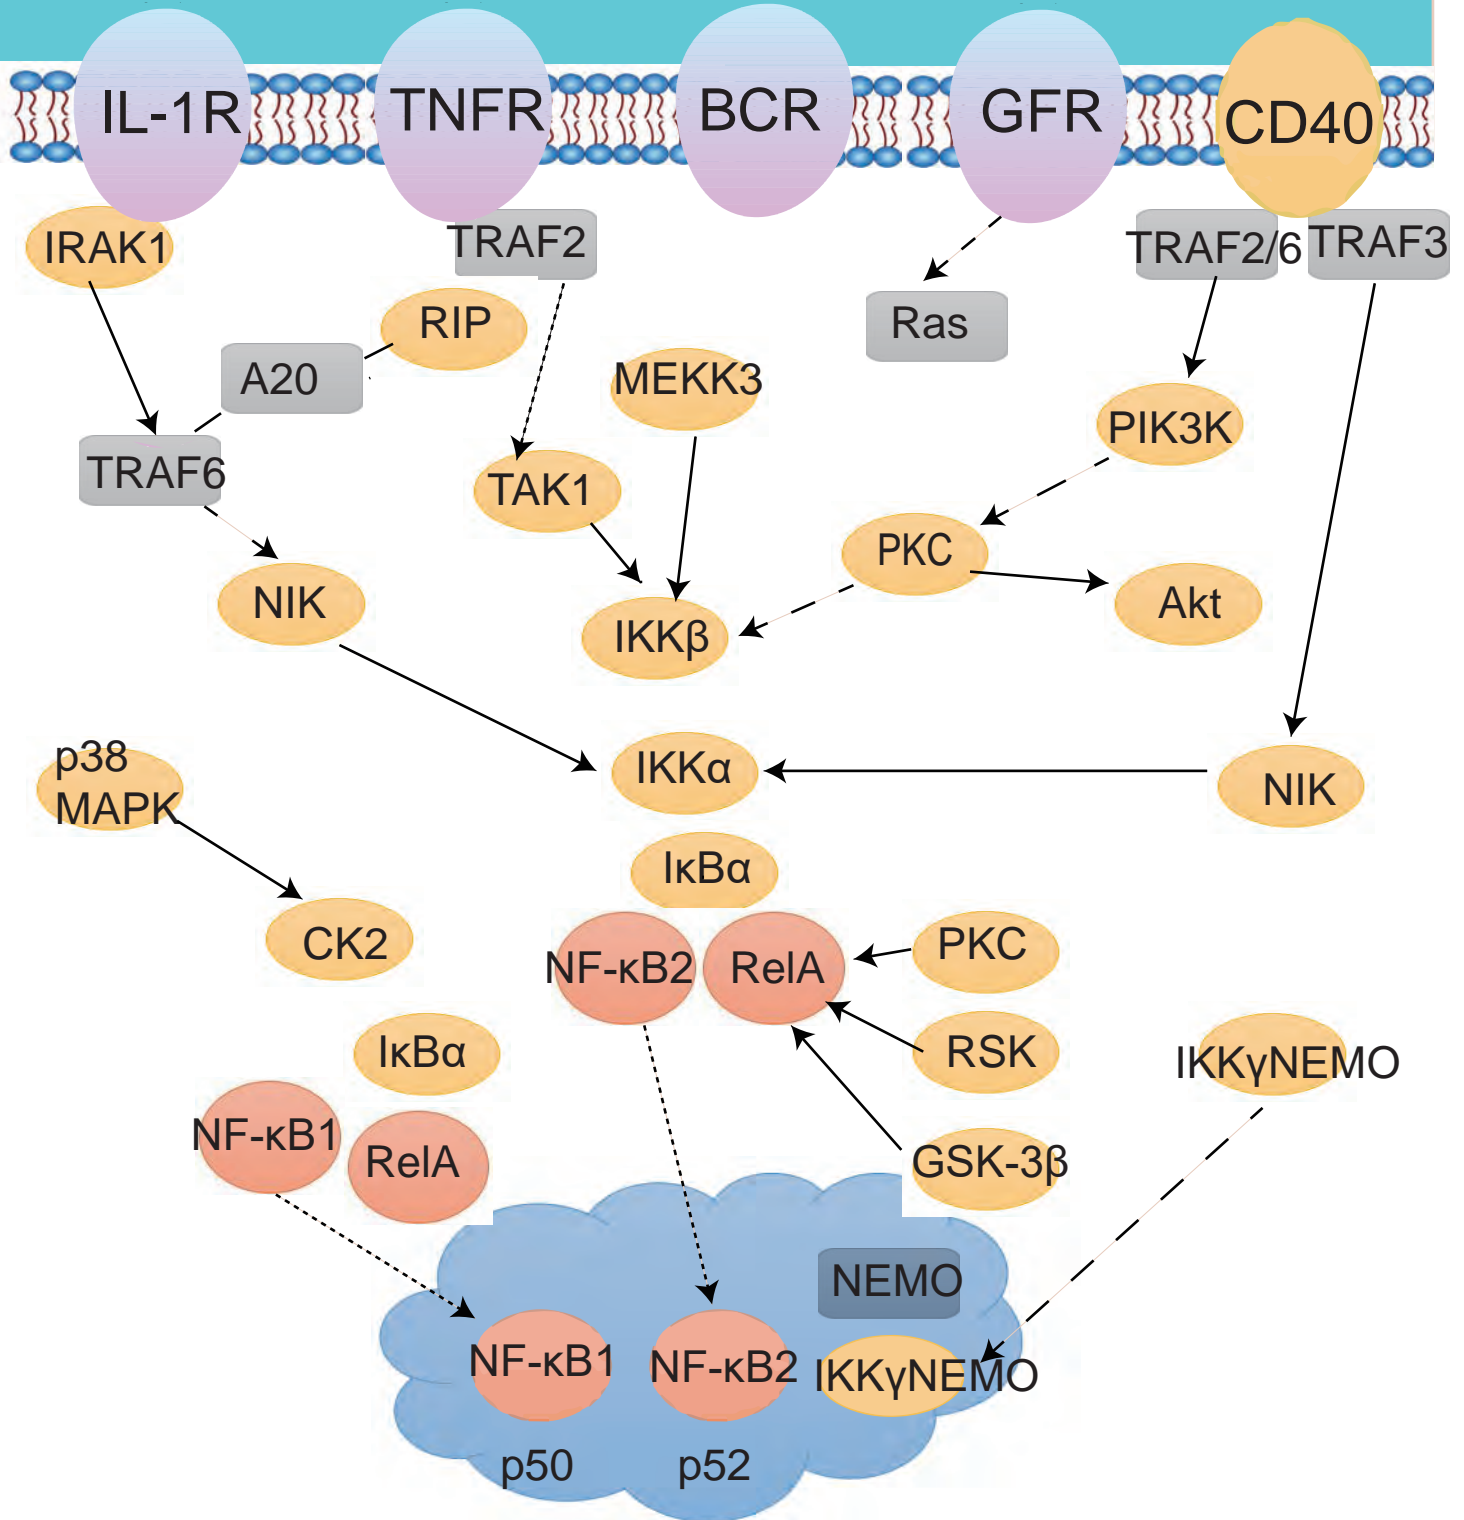 IL-1R
TNFR
BCR
GFR
CD40
IRAK1
TRAF2
TRAF2/6
TRAF3
RIP
Ras
A20
MEKK3
PIK3K
TRAF6
TAK1
PKC
NIK
IKKβ
Akt
p38
MAPK
IKKα
NIK
IκBα
CK2
NF-κB2
RelA
PKC
IκBα
RSK
IKKγNEMO
NF-κB1
RelA
GSK-3β
NEMO
NF-κB1
NF-κB2
IKKγNEMO
p50
p52